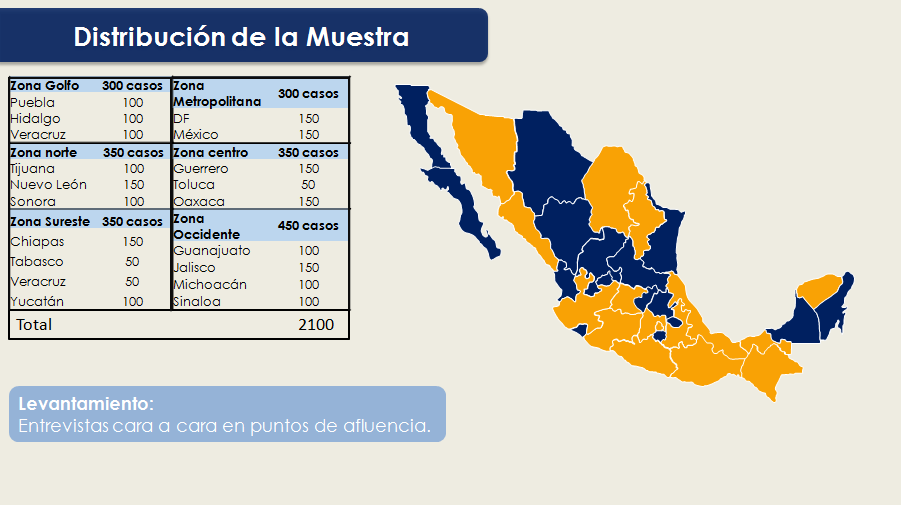 Distribución de la Muestra
Zona Golfo 300 casos
Puebla 100
Hidalgo 100
Veracruz 100
Zona Metropolitana 300 casos
DF 150
México 150
Zona norte 350 casos
Tijuana 100
Nuevo León 150
Sonora 100
Zona centro 350 casos
Guerrero 150
Toluca 50
Oaxaca 150
Zona Sureste 350 casos
Chiapas 150
Tabasco 50
Veracruz 50
Yucatán 100
Zona Occidente 450 casos
Guanajuato 100
Jalisco 150
Michoacán 100
Sinaloa 100
Total 2100
Levantamiento:
Entrevistas cara a cara en puntos de afluencia.